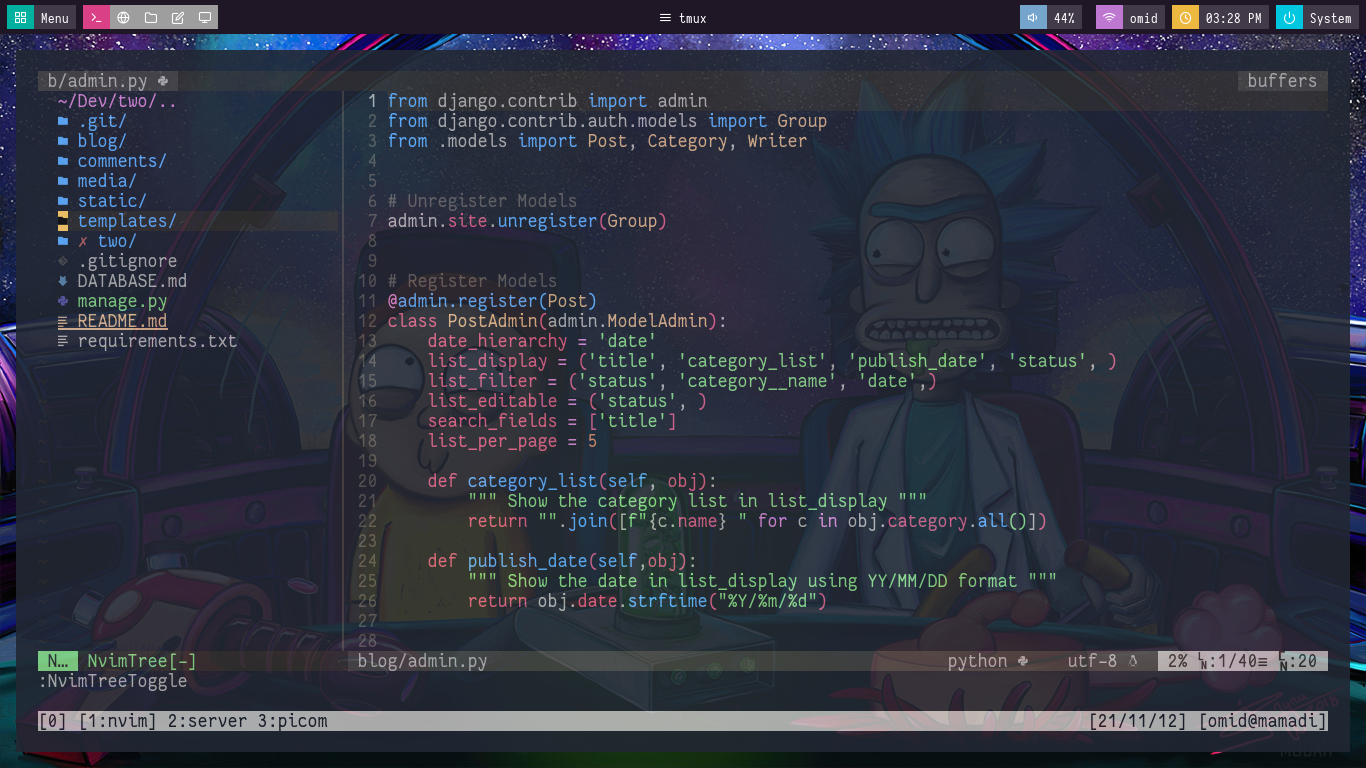 Menu
tmux
44%
omid
03:28 PM
System
b/admin.py
buffers
~/Dev/two/..
.git/
blog/
comments/
media/
static/
templates/
✗ two/
.gitignore
DATABASE.md
manage.py
README.md
requirements.txt
1 from django.contrib import admin
2 from django.contrib.auth.models import Group
3 from .models import Post, Category, Writer
4
5
6 # Unregister Models
7 admin.site.unregister(Group)
8
9
10 # Register Models
11 @admin.register(Post)
12 class PostAdmin(admin.ModelAdmin):
13     date_hierarchy = 'date'
14     list_display = ('title', 'category_list', 'publish_date', 'status', )
15     list_filter = ('status', 'category__name', 'date',)
16     list_editable = ('status', )
17     search_fields = ['title']
18     list_per_page = 5
19
20     def category_list(self, obj):
21         """ Show the category list in list_display """
22         return "".join([f"{c.name} " for c in obj.category.all()])
23
24     def publish_date(self,obj):
25         """ Show the date in list_display using YY/MM/DD format """
26         return obj.date.strftime("%Y/%m/%d")
27
28
N… NvimTree[-]
blog/admin.py
python
utf-8
2% LN:1/40≡ LN:20
:NvimTreeToggle
[0] [1:nvim] 2:server 3:picom
[21/11/12] [omid@mamadi]